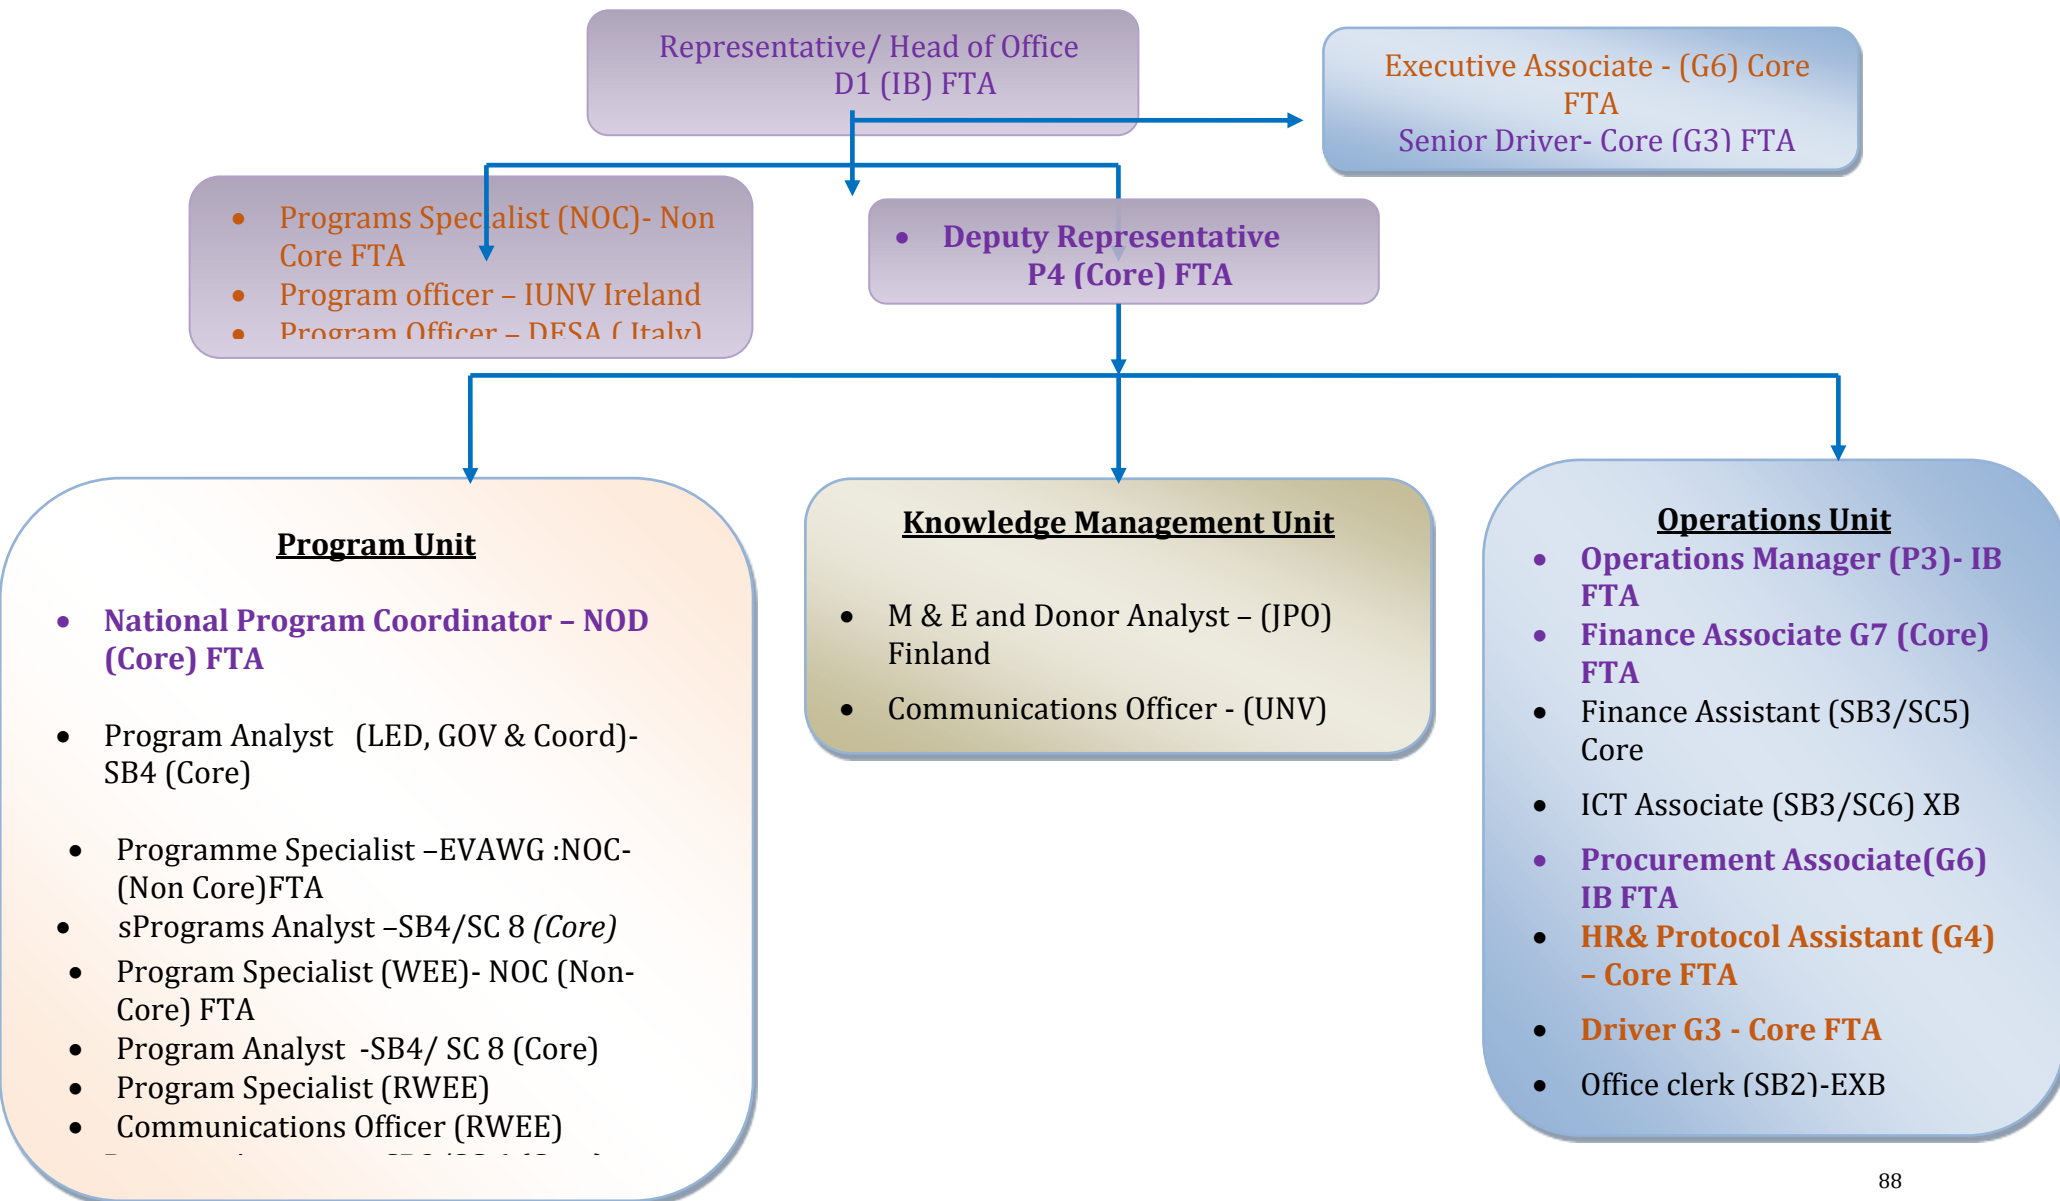 Representative/ Head of Office
D1 (IB) FTA
Executive Associate - (G6) Core
FTA
Senior Driver- Core (G3) FTA
• Programs Specialist (NOC)- Non
Core FTA
• Program officer – IUNV Ireland
• Program Officer – DESA ( Italy)
• Deputy Representative
P4 (Core) FTA
Program Unit
• National Program Coordinator – NOD
(Core) FTA
• Program Analyst (LED, GOV & Coord)-
SB4 (Core)
• Programme Specialist –EVAWG :NOC-
(Non Core)FTA
• sPrograms Analyst –SB4/SC 8 (Core)
• Program Specialist (WEE)- NOC (Non-
Core) FTA
• Program Analyst -SB4/ SC 8 (Core)
• Program Specialist (RWEE)
• Communications Officer (RWEE)
Knowledge Management Unit
• M & E and Donor Analyst – (JPO)
Finland
• Communications Officer - (UNV)
Operations Unit
• Operations Manager (P3)- IB
FTA
• Finance Associate G7 (Core)
FTA
• Finance Assistant (SB3/SC5)
Core
• ICT Associate (SB3/SC6) XB
• Procurement Associate(G6)
IB FTA
• HR& Protocol Assistant (G4)
– Core FTA
• Driver G3 - Core FTA
• Office clerk (SB2)-EXB
88